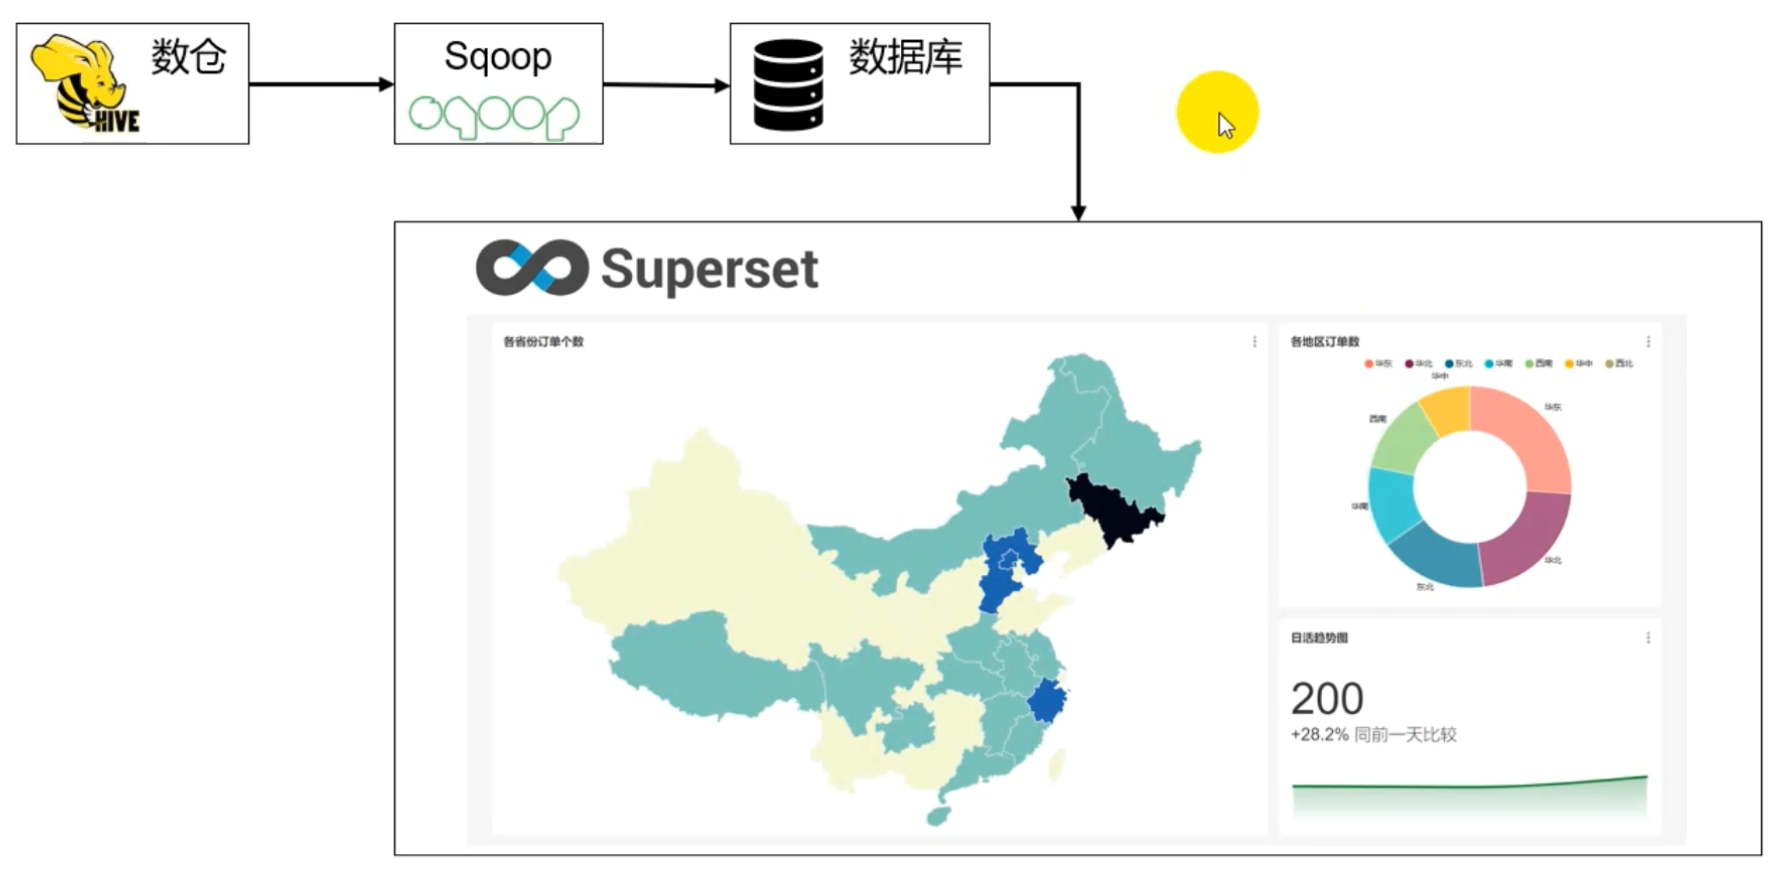 数仓
HIVE
Sqoop
sqoop
数据库
Superset
各省份订单个数
各地区订单数
华东 华北 东北 华南 西南 华中 西北
华中
华东
西南
华南
华北
东北
日活趋势图
200
+28.2% 同前一天比较